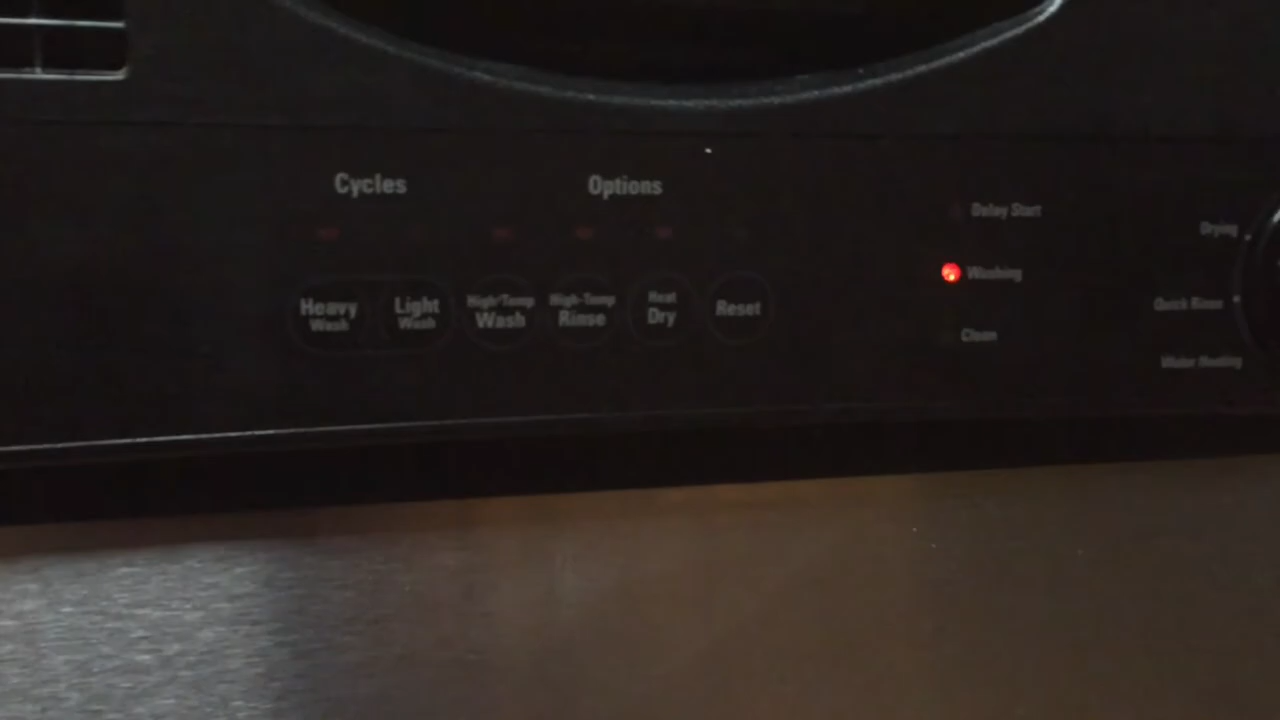 Cycles
Options
Heavy
Wash
Light
Wash
High-Temp
Wash
High-Temp
Rinse
Heat
Dry
Reset
Delay Start
Washing
Clean
Drying
Quick Rinse
Water Heating